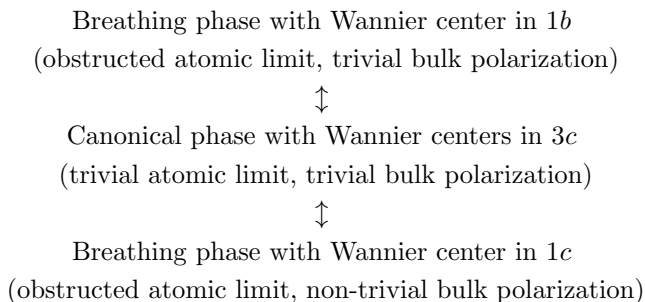 Breathing phase with Wannier center in 1b
(obstructed atomic limit, trivial bulk polarization)
↕
Canonical phase with Wannier centers in 3c
(trivial atomic limit, trivial bulk polarization)
↕
Breathing phase with Wannier center in 1c
(obstructed atomic limit, non-trivial bulk polarization)